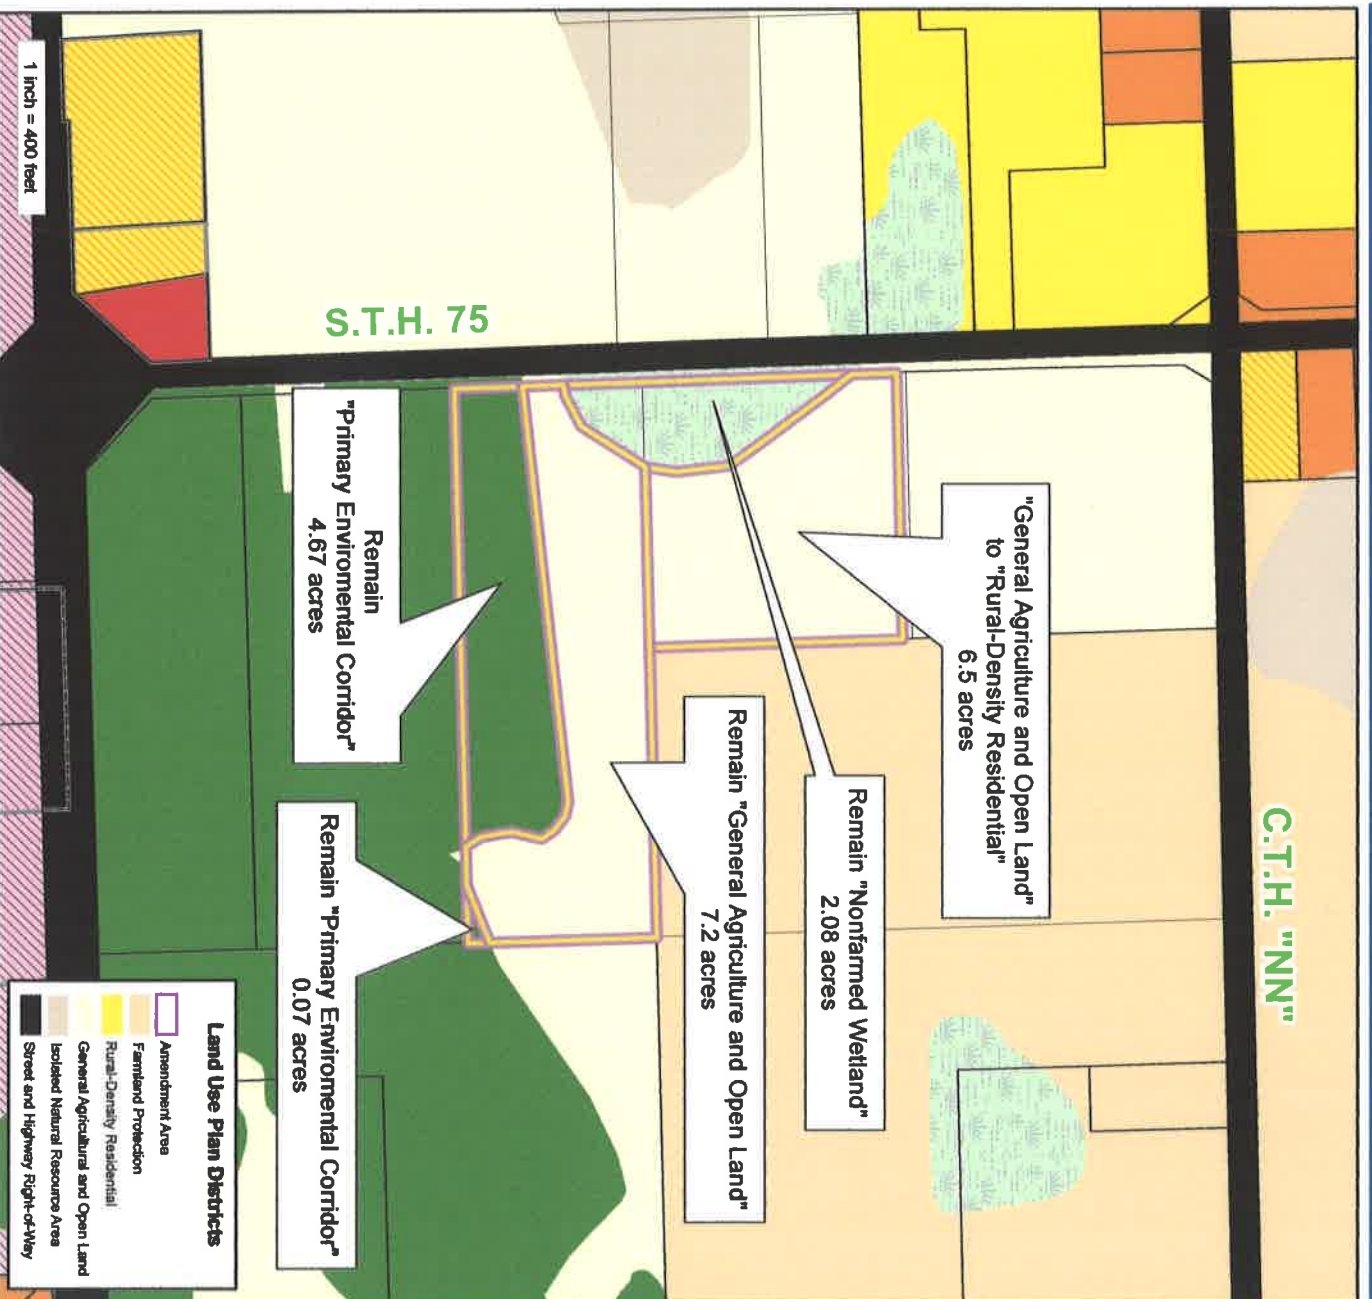 C.T.H. "NN"
S.T.H. 75
"General Agriculture and Open Land"
to "Rural-Density Residential"
6.5 acres
Remain "Nonfarmed Wetland"
2.08 acres
Remain "General Agriculture and Open Land"
7.2 acres
Remain
"Primary Enviromental Corridor"
4.67 acres
Remain "Primary Enviromental Corridor"
0.07 acres
Land Use Plan Districts
Amendment Area
Farmland Protection
Rural-Density Residential
General Agricultural and Open Land
Isolated Natural Resource Area
Street and Highway Right-of-Way
1 inch = 400 feet